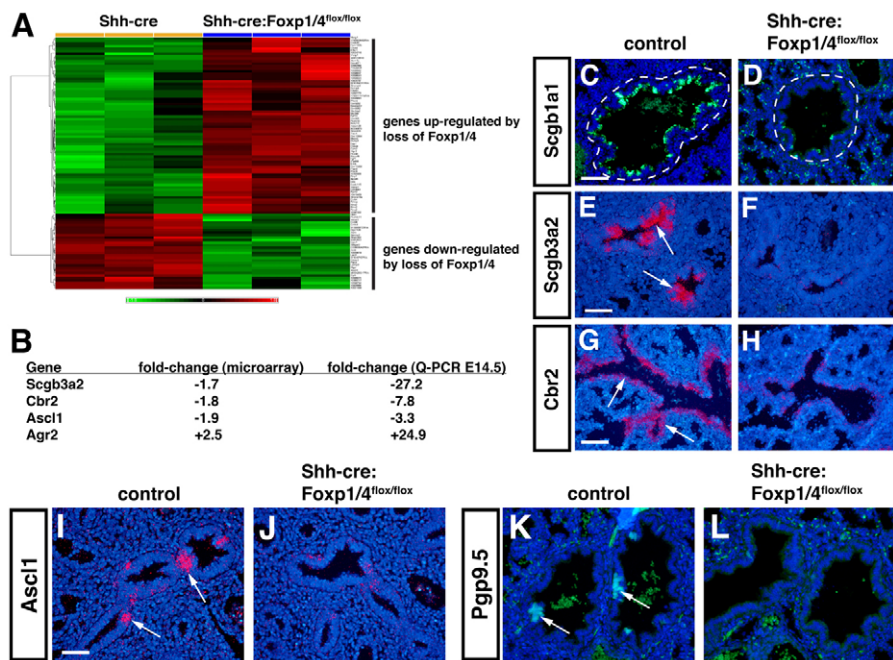 A
Shh-cre
Shh-cre:Foxp1/4flox/flox
genes up-regulated by
loss of Foxp1/4
genes down-regulated
by loss of Foxp1/4
B
Gene fold-change (microarray) fold-change (Q-PCR E14.5)
Scgb3a2 -1.7 -27.2
Cbr2 -1.8 -7.8
Ascl1 -1.9 -3.3
Agr2 +2.5 +24.9
control
Shh-cre:
Foxp1/4flox/flox
Scgb1a1
C
D
Scgb3a2
E
F
Cbr2
G
H
control
Shh-cre:
Foxp1/4flox/flox
Ascl1
I
J
control
Shh-cre:
Foxp1/4flox/flox
Pgp9.5
K
L